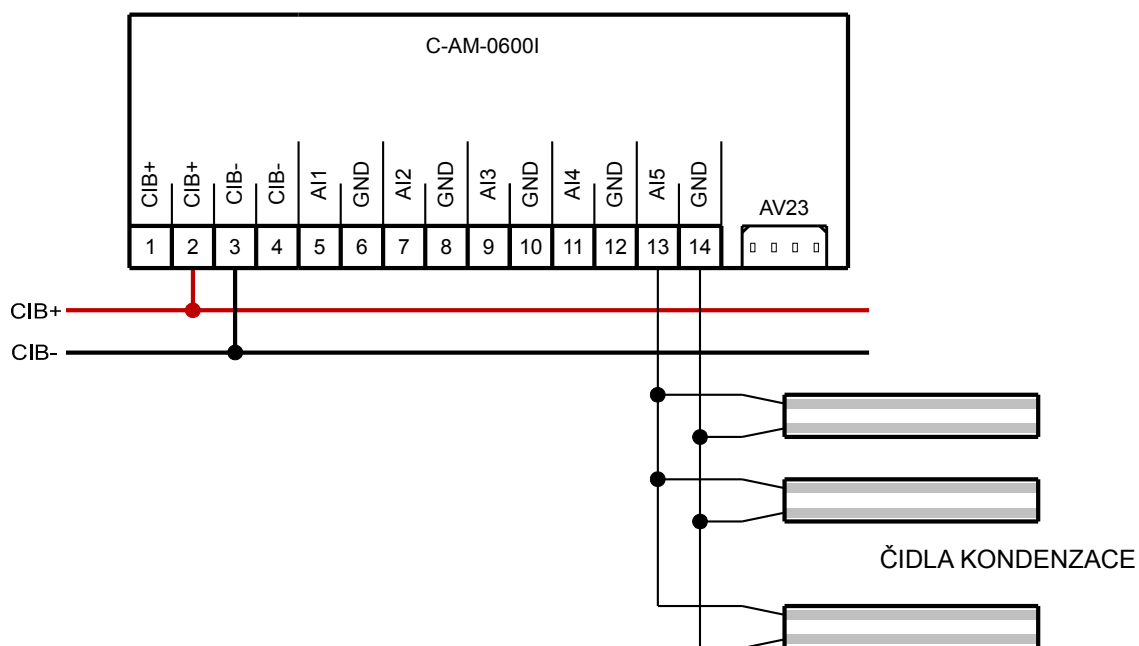 C-AM-0600I
CIB+ CIB+ CIB- CIB- AI1 GND AI2 GND AI3 GND AI4 GND AI5 GND
AV23
1 2 3 4 5 6 7 8 9 10 11 12 13 14
CIB+
CIB-
ČIDLA KONDENZACE